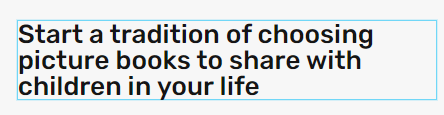 Start a tradition of choosing
picture books to share with
children in your life